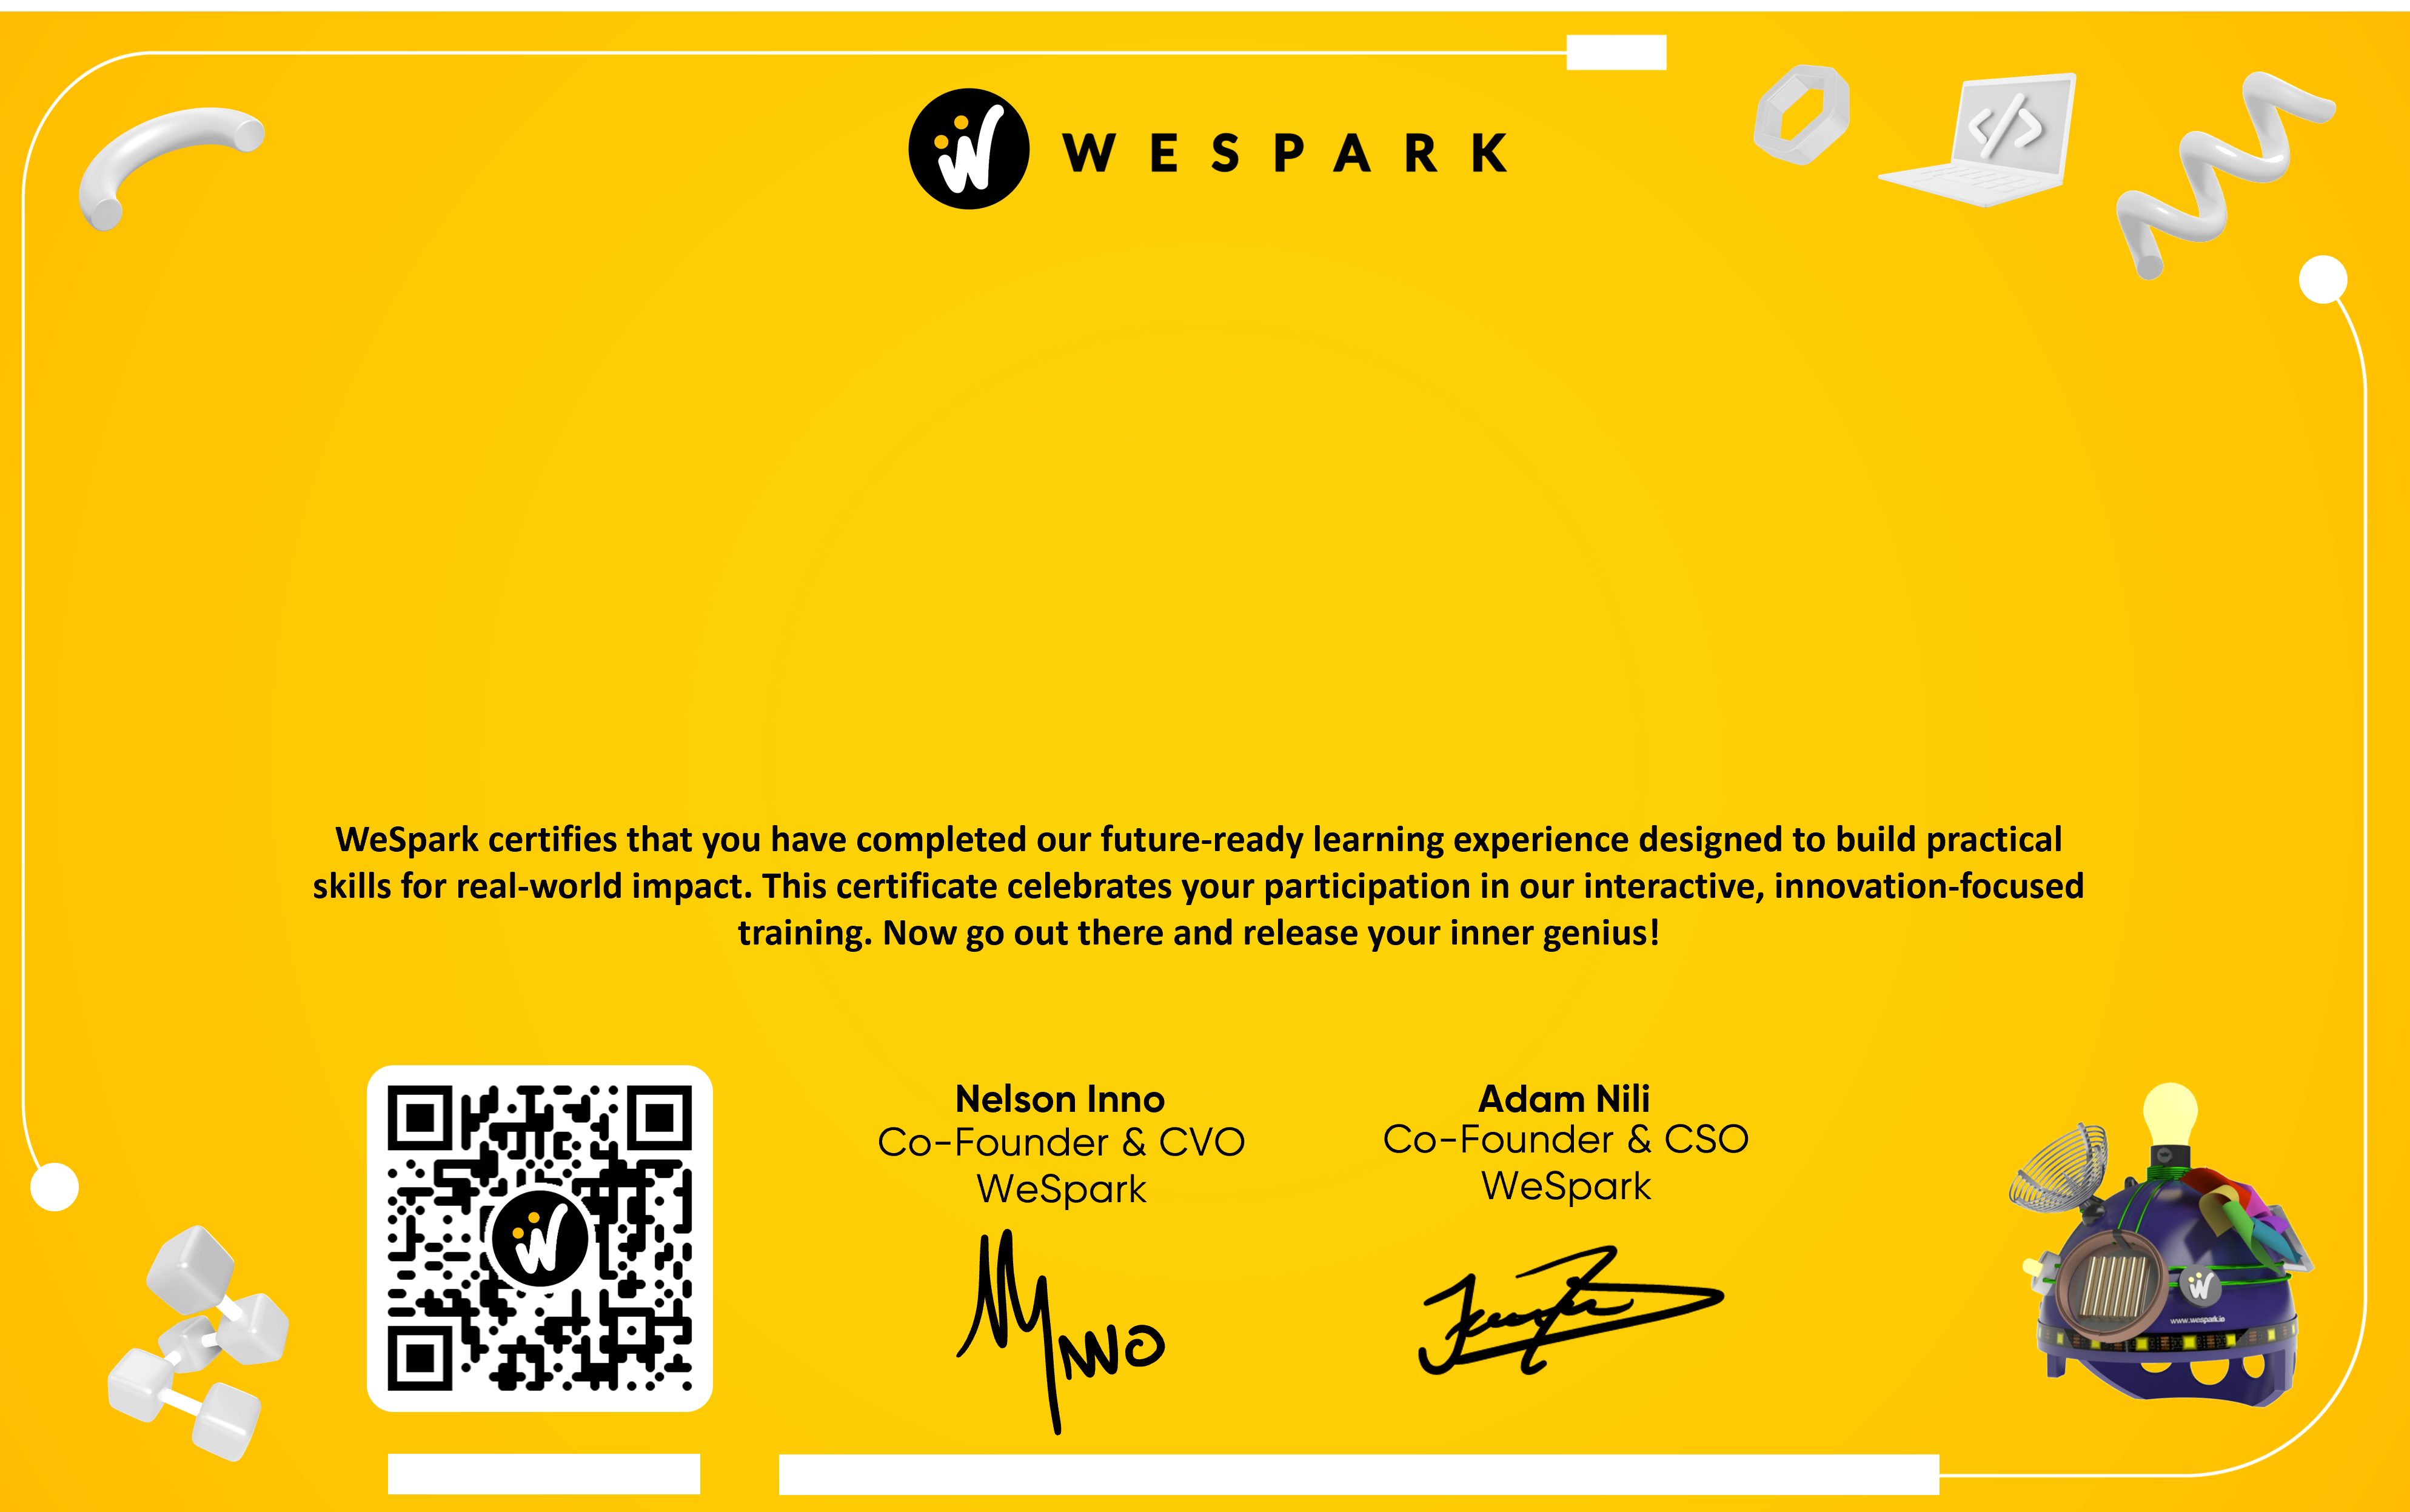 WESPARK
WeSpark certifies that you have completed our future-ready learning experience designed to build practical
skills for real-world impact. This certificate celebrates your participation in our interactive, innovation-focused
training. Now go out there and release your inner genius!
Nelson Inno
Co-Founder & CVO
WeSpark
Adam Nili
Co-Founder & CSO
WeSpark
www.wespark.io